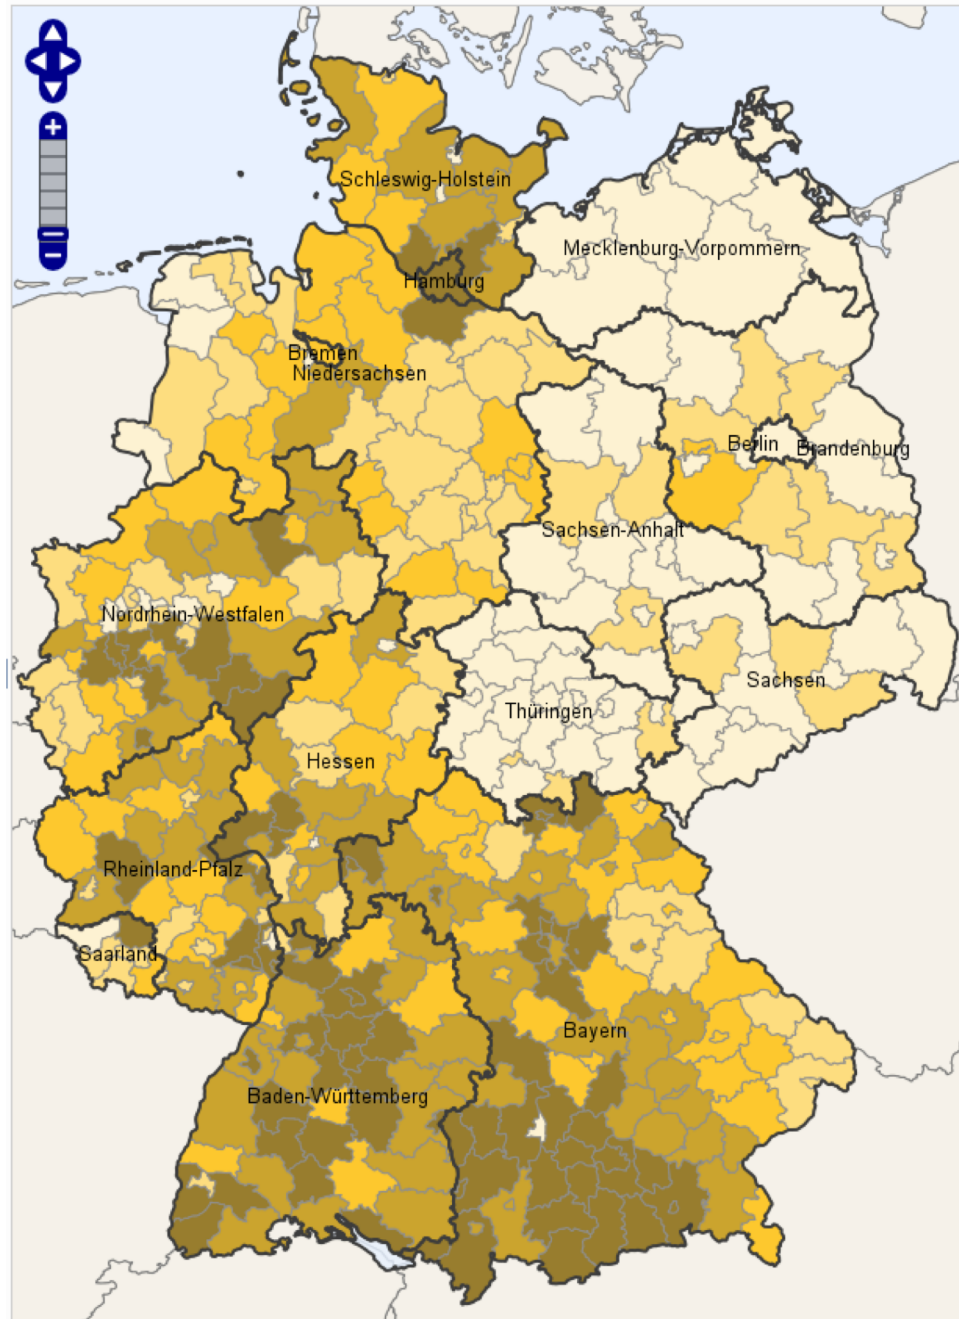 Schleswig-Holstein
Mecklenburg-Vorpommern
Hamburg
Bremen
Niedersachsen
Berlin
Brandenburg
Sachsen-Anhalt
Nordrhein-Westfalen
Sachsen
Thüringen
Hessen
Rheinland-Pfalz
Saarland
Bayern
Baden-Württemberg